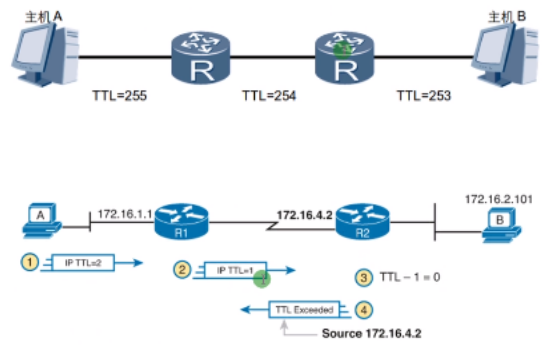 主机A
主机 B
R
R
TTL=255
TTL=254
TTL=253
172.16.2.101
A
172.16.1.1
172.16.4.2
B
R1
R2
1
IP TTL=2
2
IP TTL=1
3
TTL – 1 = 0
TTL Exceeded
4
Source 172.16.4.2